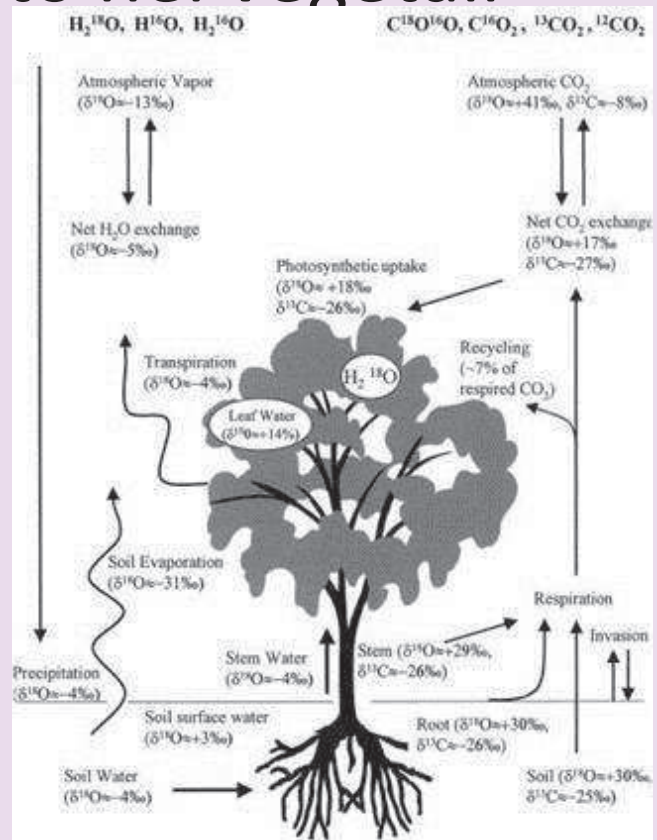 H₂¹⁸O, H¹⁶O, H₂¹⁶O
C¹⁸O¹⁶O, C¹⁶O₂, ¹³CO₂, ¹²CO₂
Atmospheric Vapor
(δ¹⁸O≈−13‰)
Atmospheric CO₂
(δ¹⁸O≈+41‰, δ¹³C≈−8‰)
Net H₂O exchange
(δ¹⁸O≈−5‰)
Net CO₂ exchange
(δ¹⁸O≈+17‰
δ¹³C≈−27‰)
Photosynthetic uptake
(δ¹⁸O≈ +18‰
δ¹³C≈−26‰)
Transpiration
(δ¹⁸O≈−4‰)
Recycling
(~7% of
respired CO₂)
H₂ ¹⁸O
Leaf Water
(δ¹⁸0≈+14%)
Soil Evaporation
(δ¹⁸O≈−31‰)
Respiration
Invasion
Precipitation
(δ¹⁸O≈−4‰)
Stem Water
(δ¹⁸O≈−4‰)
Stem (δ¹⁸O≈+29‰,
δ¹³C≈−26‰)
Soil surface water
(δ¹⁸O≈+3‰)
Root (δ¹⁸O≈+30‰,
δ¹³C≈−26‰)
Soil Water
(δ¹⁸O≈−4‰)
Soil (δ¹⁸O≈+30‰,
δ¹³C≈−25‰)